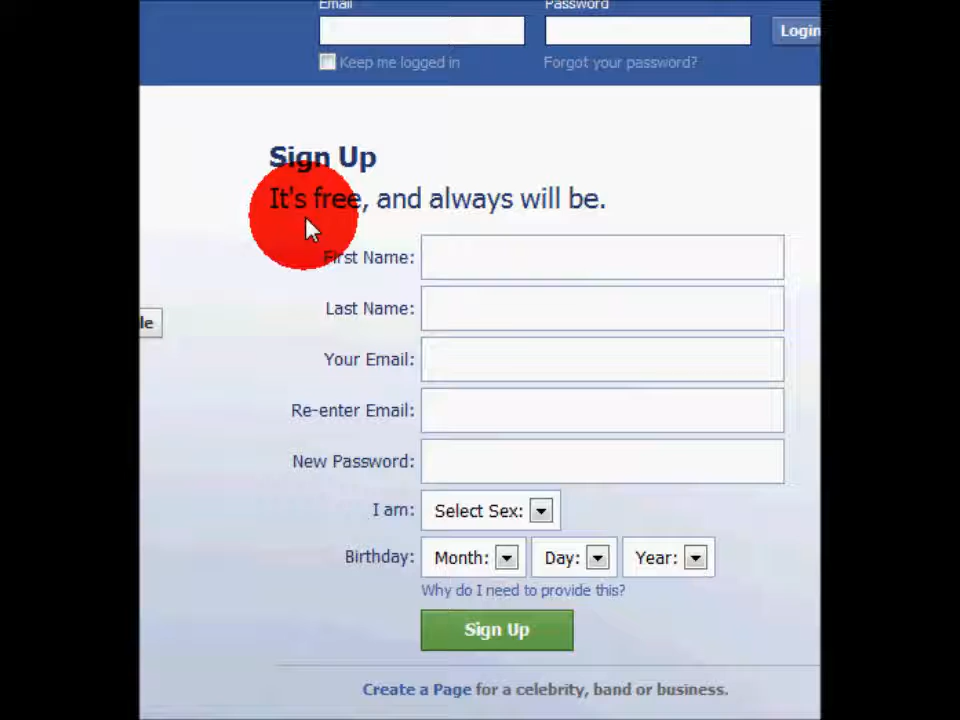 Email Password
Login
Keep me logged in Forgot your password?
Sign Up
It's free, and always will be.
First Name:
Last Name:
le
Your Email:
Re-enter Email:
New Password:
I am: Select Sex:
Birthday: Month: Day: Year:
Why do I need to provide this?
Sign Up
Create a Page for a celebrity, band or business.